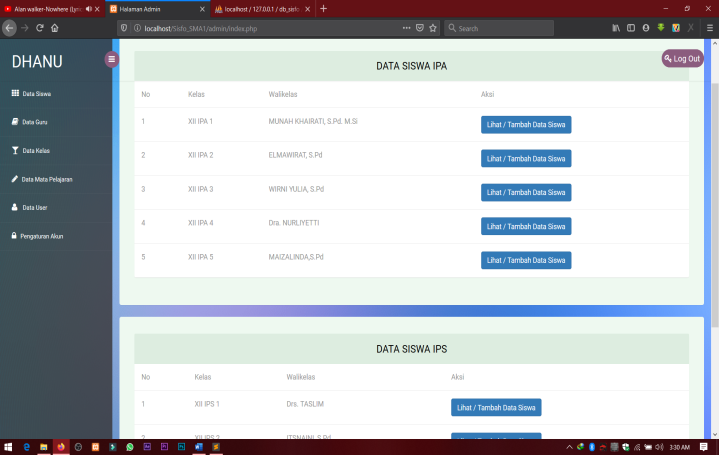 Alan walker-Nowhere (Lyric
Halaman Admin
localhost / 127.0.0.1 / db_sisfo
localhost/Sisfo_SMA1/admin/index.php
Search
DHANU
Log Out
Data Siswa
Data Guru
Data Kelas
Data Mata Pelajaran
Data User
Pengaturan Akun
DATA SISWA IPA
No Kelas Walikelas Aksi
1 XII IPA 1 MUNAH KHAIRATI, S.Pd. M.Si Lihat / Tambah Data Siswa
2 XII IPA 2 ELMAWIRAT, S.Pd Lihat / Tambah Data Siswa
3 XII IPA 3 WIRNI YULIA, S.Pd Lihat / Tambah Data Siswa
4 XII IPA 4 Dra. NURLIYETTI Lihat / Tambah Data Siswa
5 XII IPA 5 MAIZALINDA,S.Pd Lihat / Tambah Data Siswa
DATA SISWA IPS
No Kelas Walikelas Aksi
1 XII IPS 1 Drs. TASLIM Lihat / Tambah Data Siswa
2 XII IPS 2 ITSNAINI, S.Pd
3:30 AM